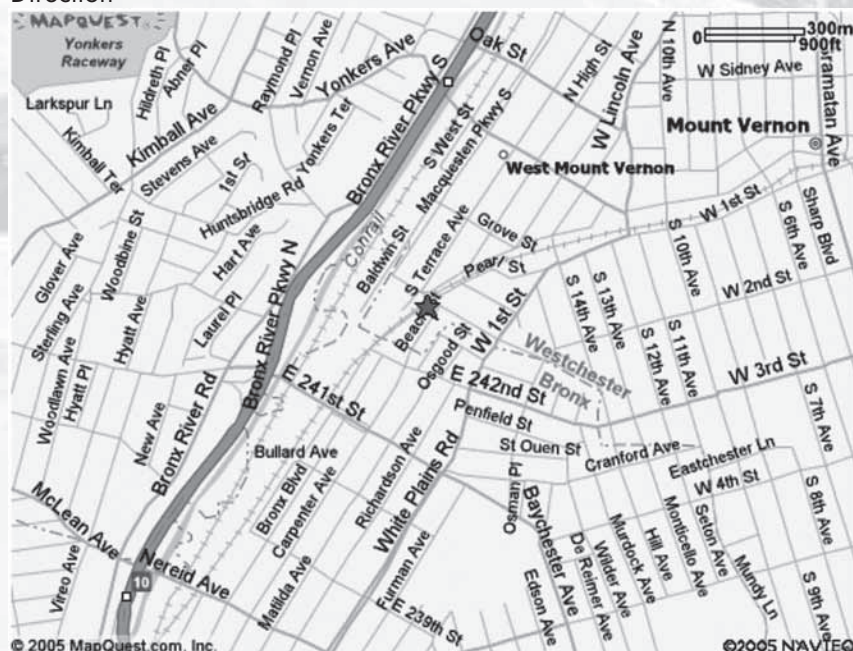 Direction
MAPQUEST
Yonkers
Raceway
Larkspur Ln
Hildreth Pl
Abner Pl
Raymond Pl
Vernon Ave
Yonkers Ave
Oak St
N High St
W Lincoln Ave
N 10th Ave
0 300m
900ft
W Sidney Ave
Gramatan Ave
Kimball Ter
Kimball Ave
Stevens Ave
1st St
Yonkers Ter
Bronx River Pkwy S
S West St
Macquesten Pkwy S
Mount Vernon
West Mount Vernon
Huntsbridge Rd
Woodbine St
Hart Ave
Glover Ave
Conrail
Baldwin St
S Terrace Ave
Grove St
Pearl St
W 1st St
S 10th Ave
S 6th Ave
Sharp Blvd
Sterling Ave
Hyatt Ave
Laurel Pl
Bronx River Pkwy N
Beach
Osgood St
W 1st St
S 14th Ave
S 13th Ave
S 12th Ave
S 11th Ave
W 2nd St
Woodlawn Ave
Hyatt Pl
E 241st St
E 242nd St
Westchester
Bronx
W 3rd St
New Ave
Bronx River Rd
Bullard Ave
Penfield St
St Ouen St
Cranford Ave
Eastchester Ln
S 7th Ave
W 4th St
McLean Ave
Bronx Blvd
Carpenter Ave
Richardson Ave
White Plains Rd
Osman Pl
Baychester Ave
S 8th Ave
Vireo Ave
Nereid Ave
10
Matilda Ave
Furman Ave
E 239th St
Edson Ave
De Reimer Ave
Wilder Ave
Murdock Ave
Hill Ave
Monticello Ave
Seton Ave
Mundy Ln
S 9th Ave
© 2005 MapQuest.com, Inc.
©2005 NAVTEQ